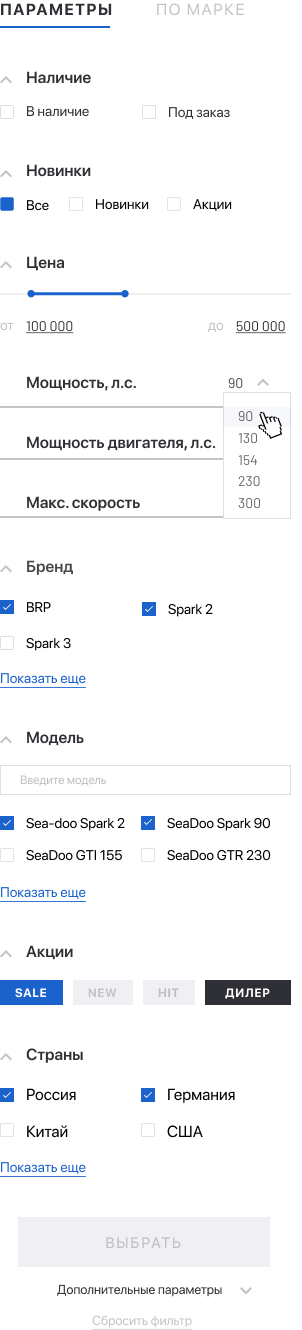 ПАРАМЕТРЫ ПО МАРКЕ
Наличие
В наличие Под заказ
Новинки
Все Новинки Акции
Цена
от 100 000 до 500 000
Мощность, л.с. 90
90
130
Мощность двигателя, л.с.
154
230
Макс. скорость 300
Бренд
BRP Spark 2
Spark 3
Показать еще
Модель
Введите модель
Sea-doo Spark 2 SeaDoo Spark 90
SeaDoo GTI 155 SeaDoo GTR 230
Показать еще
Акции
SALE NEW HIT ДИЛЕР
Страны
Россия Германия
Китай США
Показать еще
ВЫБРАТЬ
Дополнительные параметры
Сбросить фильтр